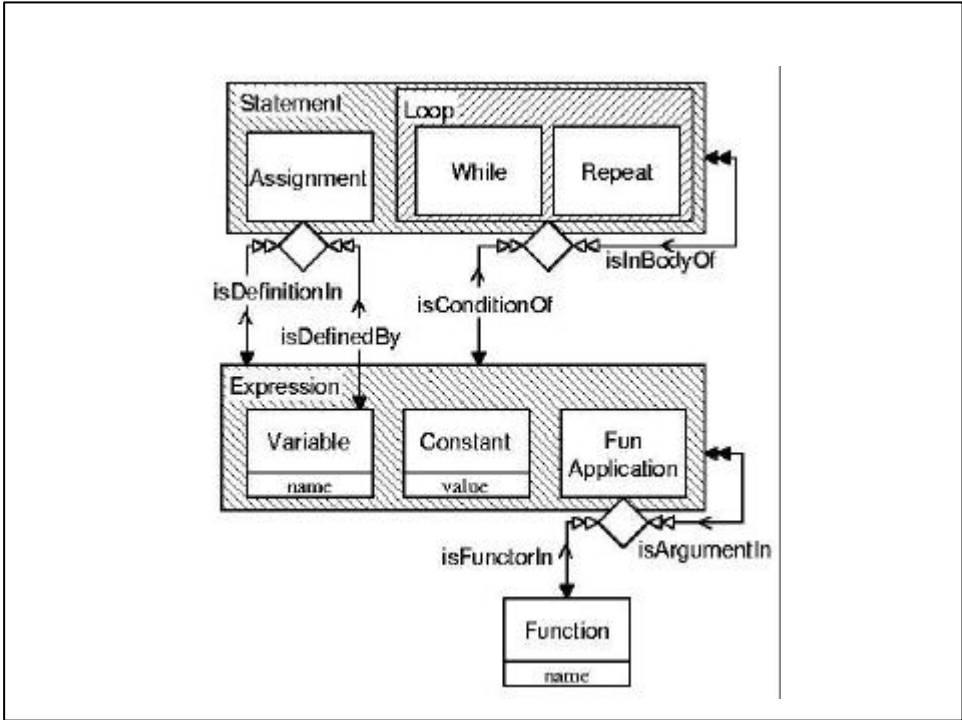 Statement
Loop
Assignment
While
Repeat
isInBodyOf
isDefinitionIn
isConditionOf
isDefinedBy
Expression
Variable
name
Constant
value
Fun
Application
isFunctorIn
isArgumentIn
Function
name